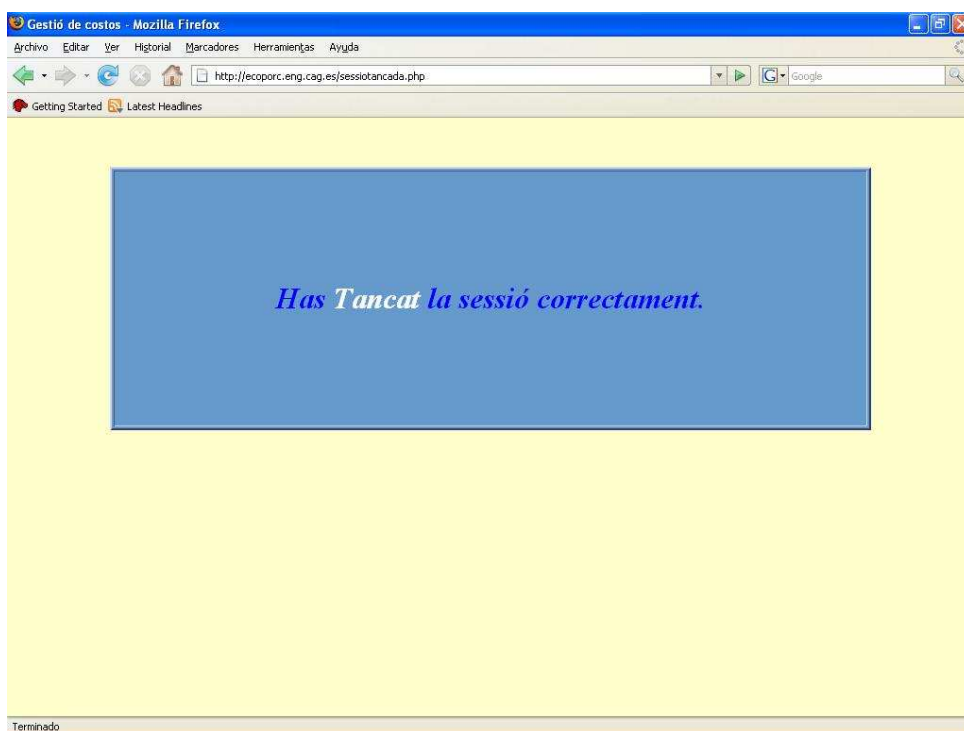 Gestió de costos - Mozilla Firefox
Archivo Editar Ver Historial Marcadores Herramientas Ayuda
http://ecoporc.eng.cag.es/sessiotancada.php G Google
Getting Started Latest Headlines
Has Tancat la sessió correctament.
Terminado